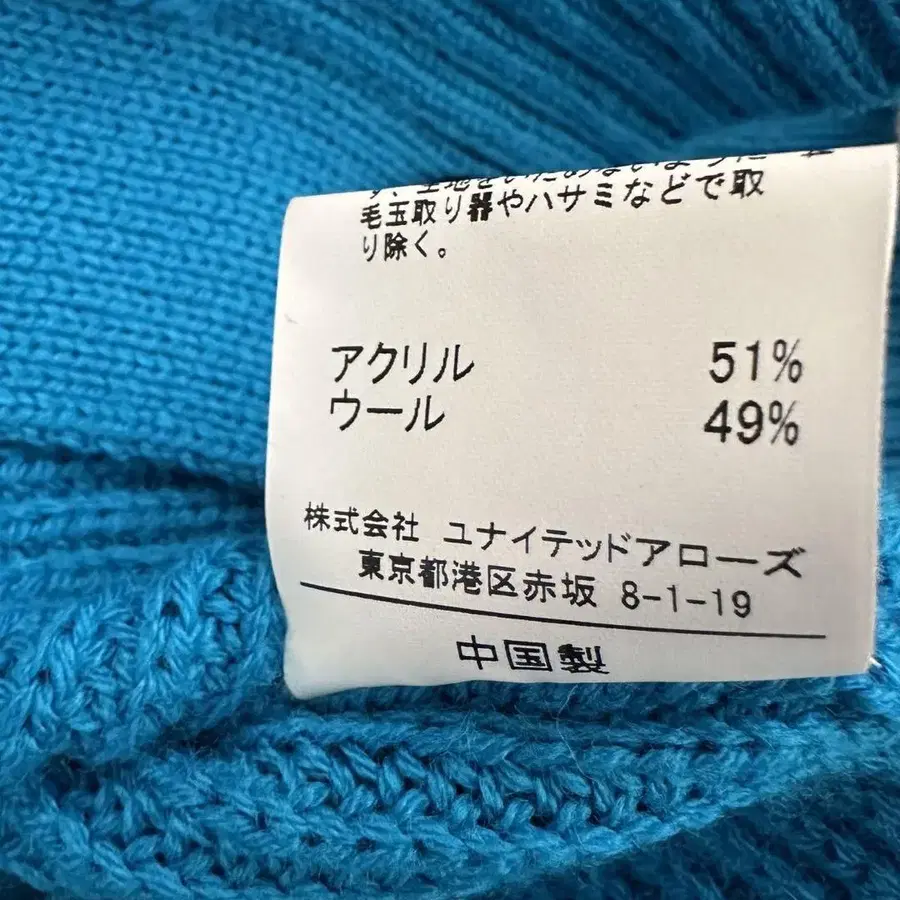 毛玉取り器やハサミなどで取
り除く。
アクリル 51%
ウール 49%
株式会社 ユナイテッドアローズ
東京都港区赤坂 8-1-19
中国製